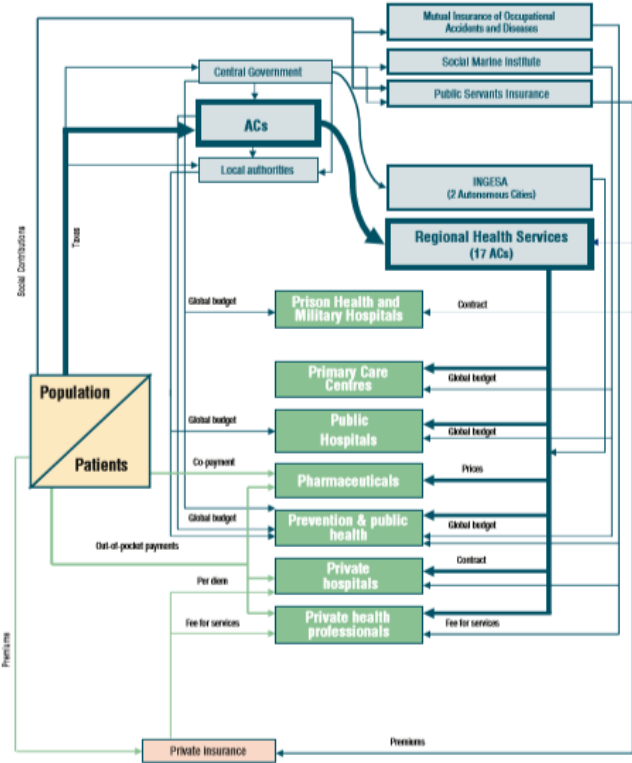 Mutual Insurance of Occupational
Accidents and Diseases
Central Government
Social Marine Institute
Public Servants Insurance
ACs
Local authorities
INGESA
(2 Autonomous Cities)
Regional Health Services
(17 ACs)
Social Contributions
Taxes
Global budget
Prison Health and
Military Hospitals
Contract
Primary Care
Centres
Global budget
Population
Patients
Global budget
Public
Hospitals
Global budget
Co-payment
Pharmaceuticals
Prices
Global budget
Prevention & public
health
Global budget
Out-of-pocket payments
Per diem
Private
hospitals
Contract
Fee for services
Private health
professionals
Fee for services
Premiums
Private insurance
Premiums